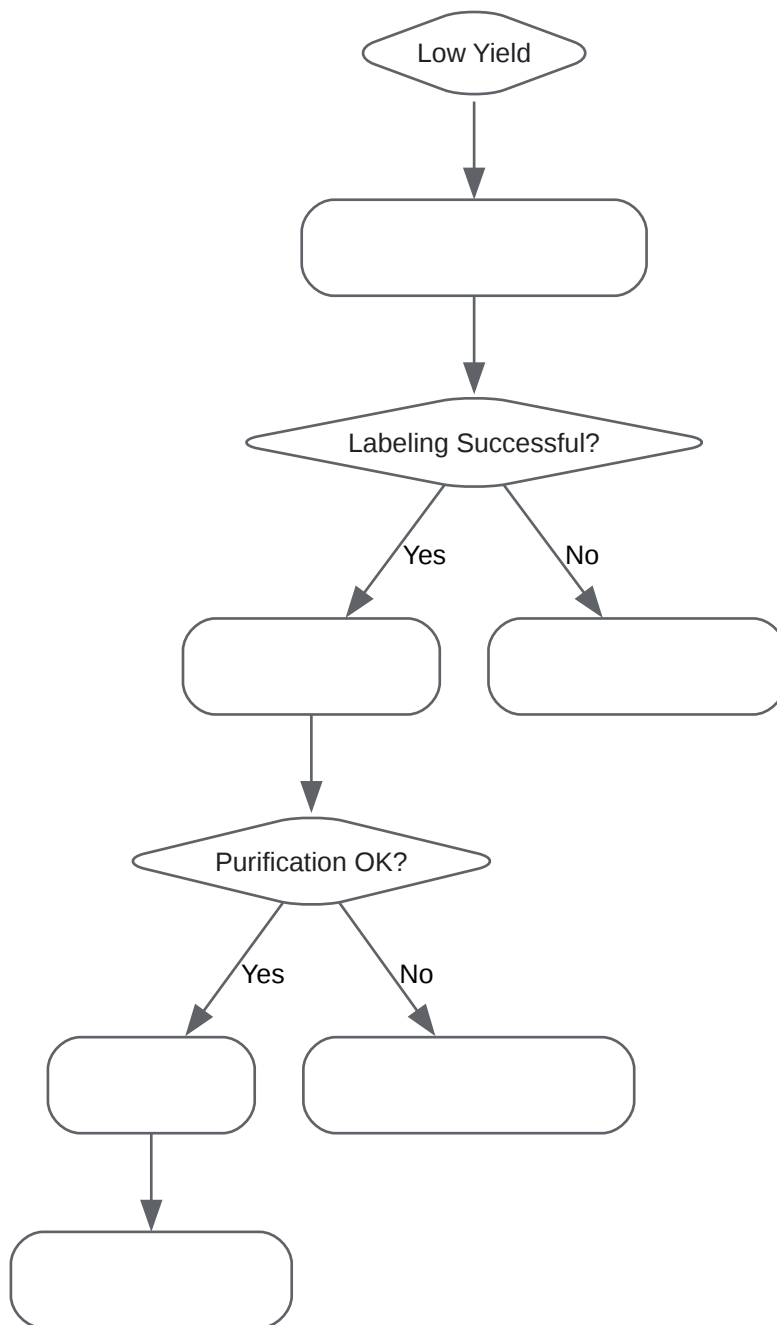 Low Yield
Labeling Successful?
Yes
No
Purification OK?
Yes
No